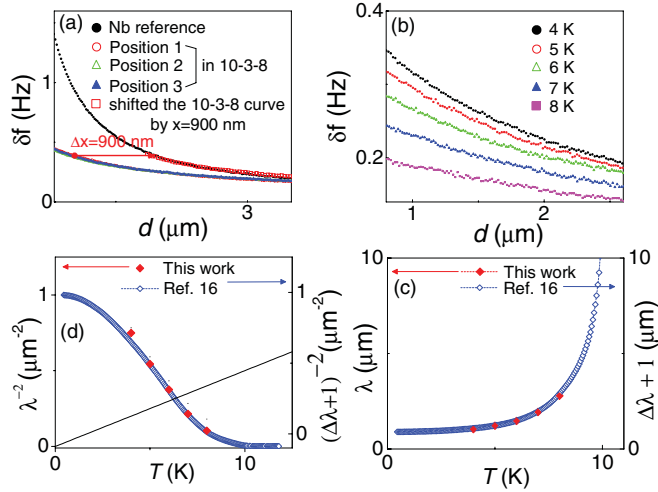 (a)
Nb reference
Position 1
Position 2
Position 3
in 10-3-8
shifted the 10-3-8 curve
by x=900 nm
Δx=900 nm
δf (Hz)
1
0
3
d (μm)
(b)
4 K
5 K
6 K
7 K
8 K
δf (Hz)
0.4
0.2
1
2
d (μm)
This work
Ref. 16
(d)
λ⁻² (μm⁻²)
1
0
(Δλ+1)⁻² (μm⁻²)
1
0
0
5
10
T (K)
This work
Ref. 16
(c)
λ (μm)
10
5
0
Δλ + 1 (μm)
10
5
0
0
10
T (K)